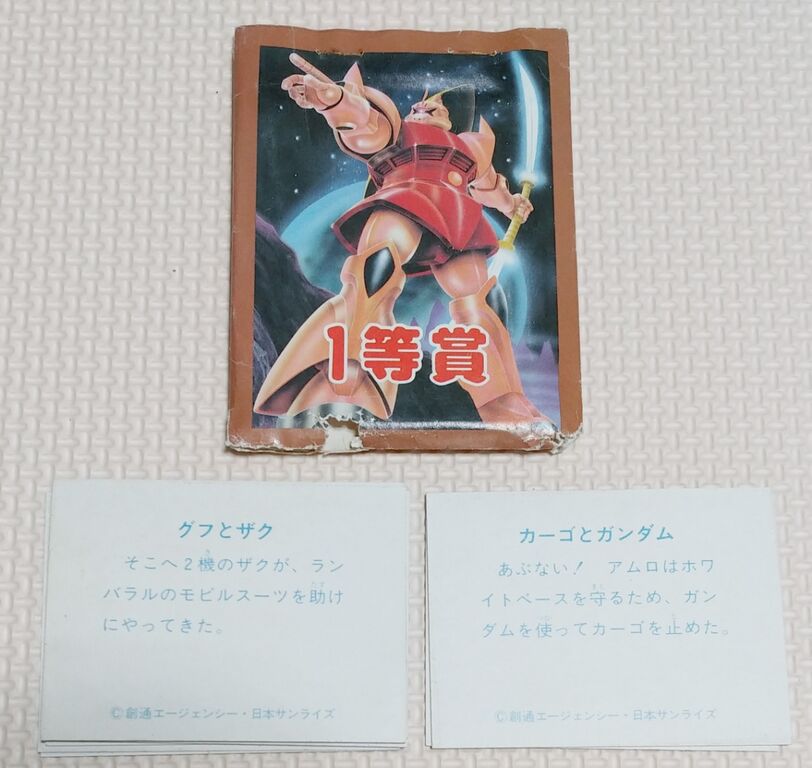 1等賞
グフとザク
そこへ2機のザクが、ラン
バラルのモビルスーツを助け
にやってきた。
©創通エージェンシー・日本サンライズ
カーゴとガンダム
あぶない! アムロはホワ
イトベースを守るため、ガン
ダムを使ってカーゴを止めた。
©創通エージェンシー・日本サンライズ